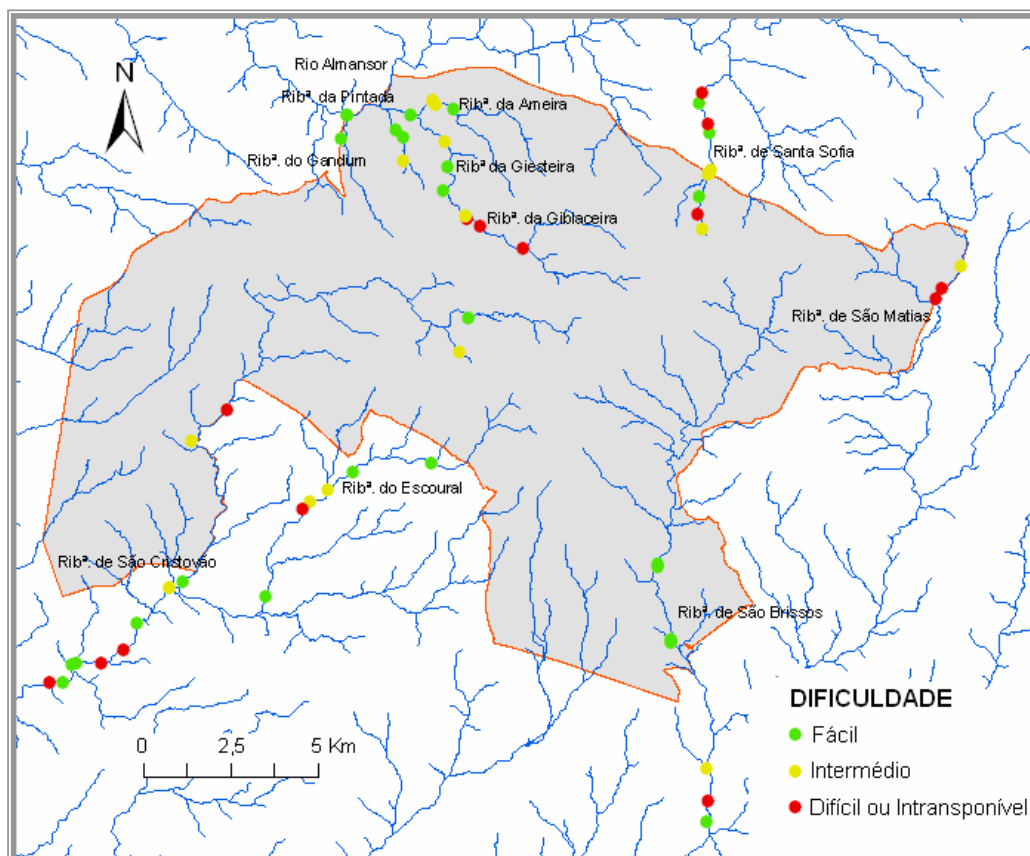 N
Rio Almansor
Ribª. da Pintada
Ribª. da Ameira
Ribª. do Gandum
Ribª da Giesteira
Ribª. de Santa Sofia
Ribª. da Giblaceira
Ribª. de São Matias
Ribª. do Escoural
Ribª. de São Cristovão
Ribª. de São Brissos
DIFICULDADE
Fácil
Intermédio
Difícil ou Intransponível
0 2,5 5 Km